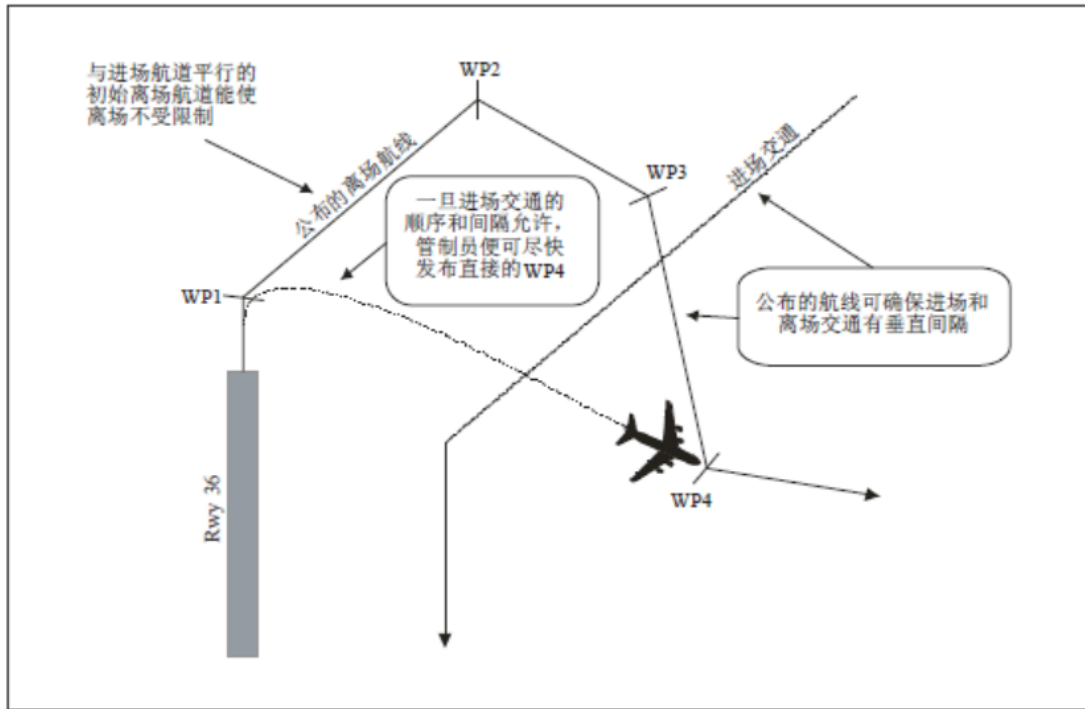 与进场航道平行的
初始离场航道能使
离场不受限制
WP2
公布的离场航线
进场交通
WP3
一旦进场交通的
顺序和间隔允许，
管制员便可尽快
发布直接的WP4
WP1
公布的航线可确保进场和
离场交通有垂直间隔
Rwy 36
WP4